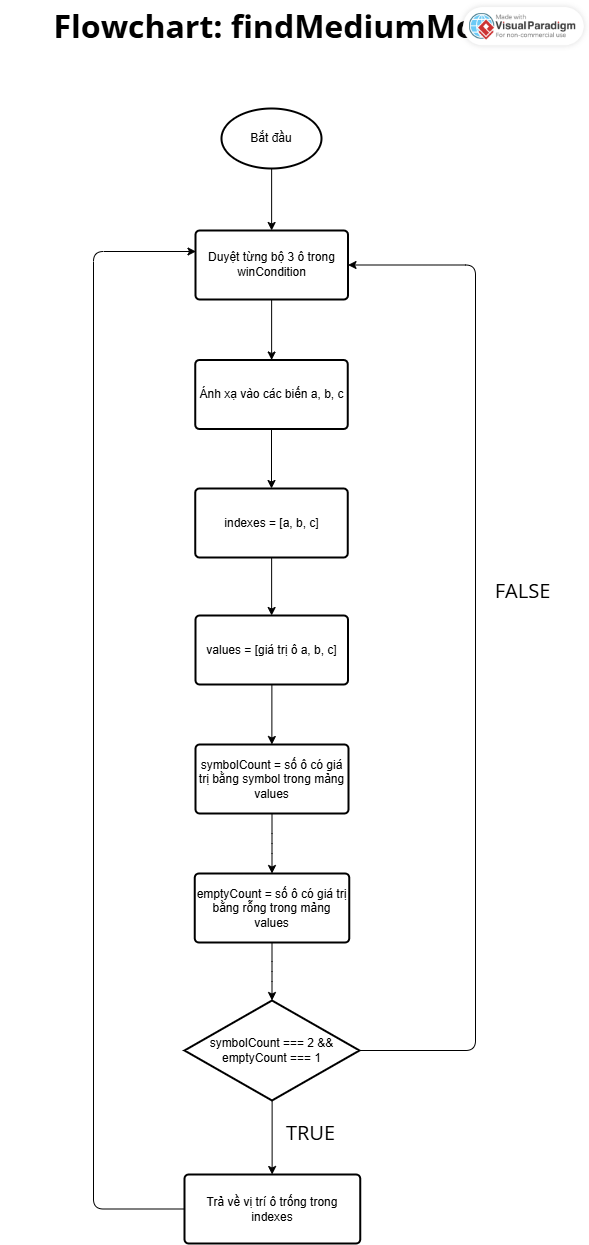 Flowchart: findMediumM
Made with
Visual Paradigm
For non-commercial use
Bắt đầu
Duyệt từng bộ 3 ô trong
winCondition
Ánh xạ vào các biến a, b, c
indexes = [a, b, c]
FALSE
values = [giá trị ô a, b, c]
symbolCount = số ô có giá
trị bằng symbol trong mảng
values
emptyCount = số ô có giá trị
bằng rỗng trong mảng
values
symbolCount === 2 &&
emptyCount === 1
TRUE
Trả về vị trí ô trống trong
indexes